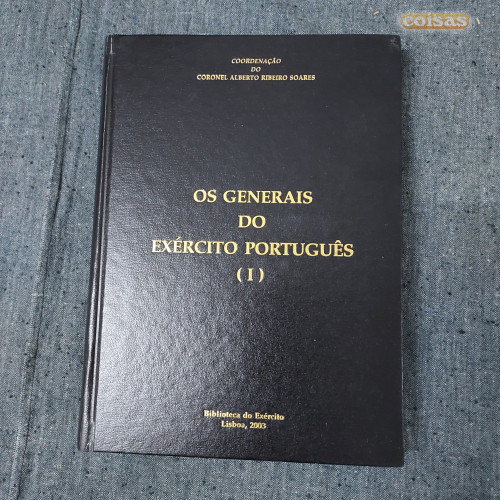 coisas
COORDENAÇÃO
DO
CORONEL ALBERTO RIBEIRO SOARES
OS GENERAIS
DO
EXÉRCITO PORTUGUÊS
( I )
Biblioteca do Exército
Lisboa, 2003